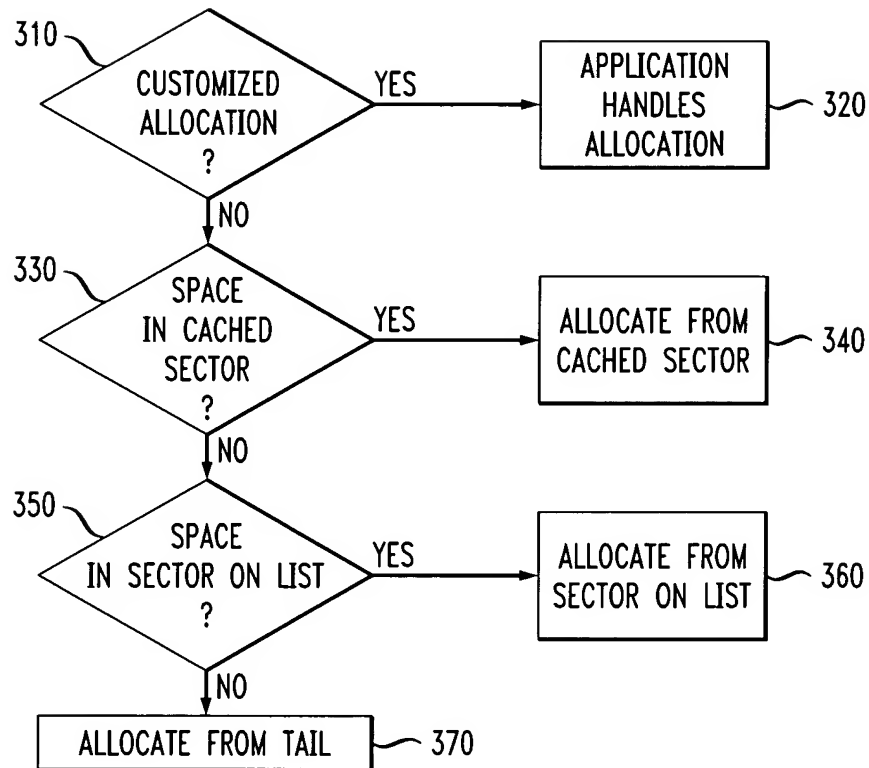 310
CUSTOMIZED
ALLOCATION
?
YES
APPLICATION
HANDLES
ALLOCATION
320
NO
330
SPACE
IN CACHED
SECTOR
?
YES
ALLOCATE FROM
CACHED SECTOR
340
NO
350
SPACE
IN SECTOR ON LIST
?
YES
ALLOCATE FROM
SECTOR ON LIST
360
NO
ALLOCATE FROM TAIL
370